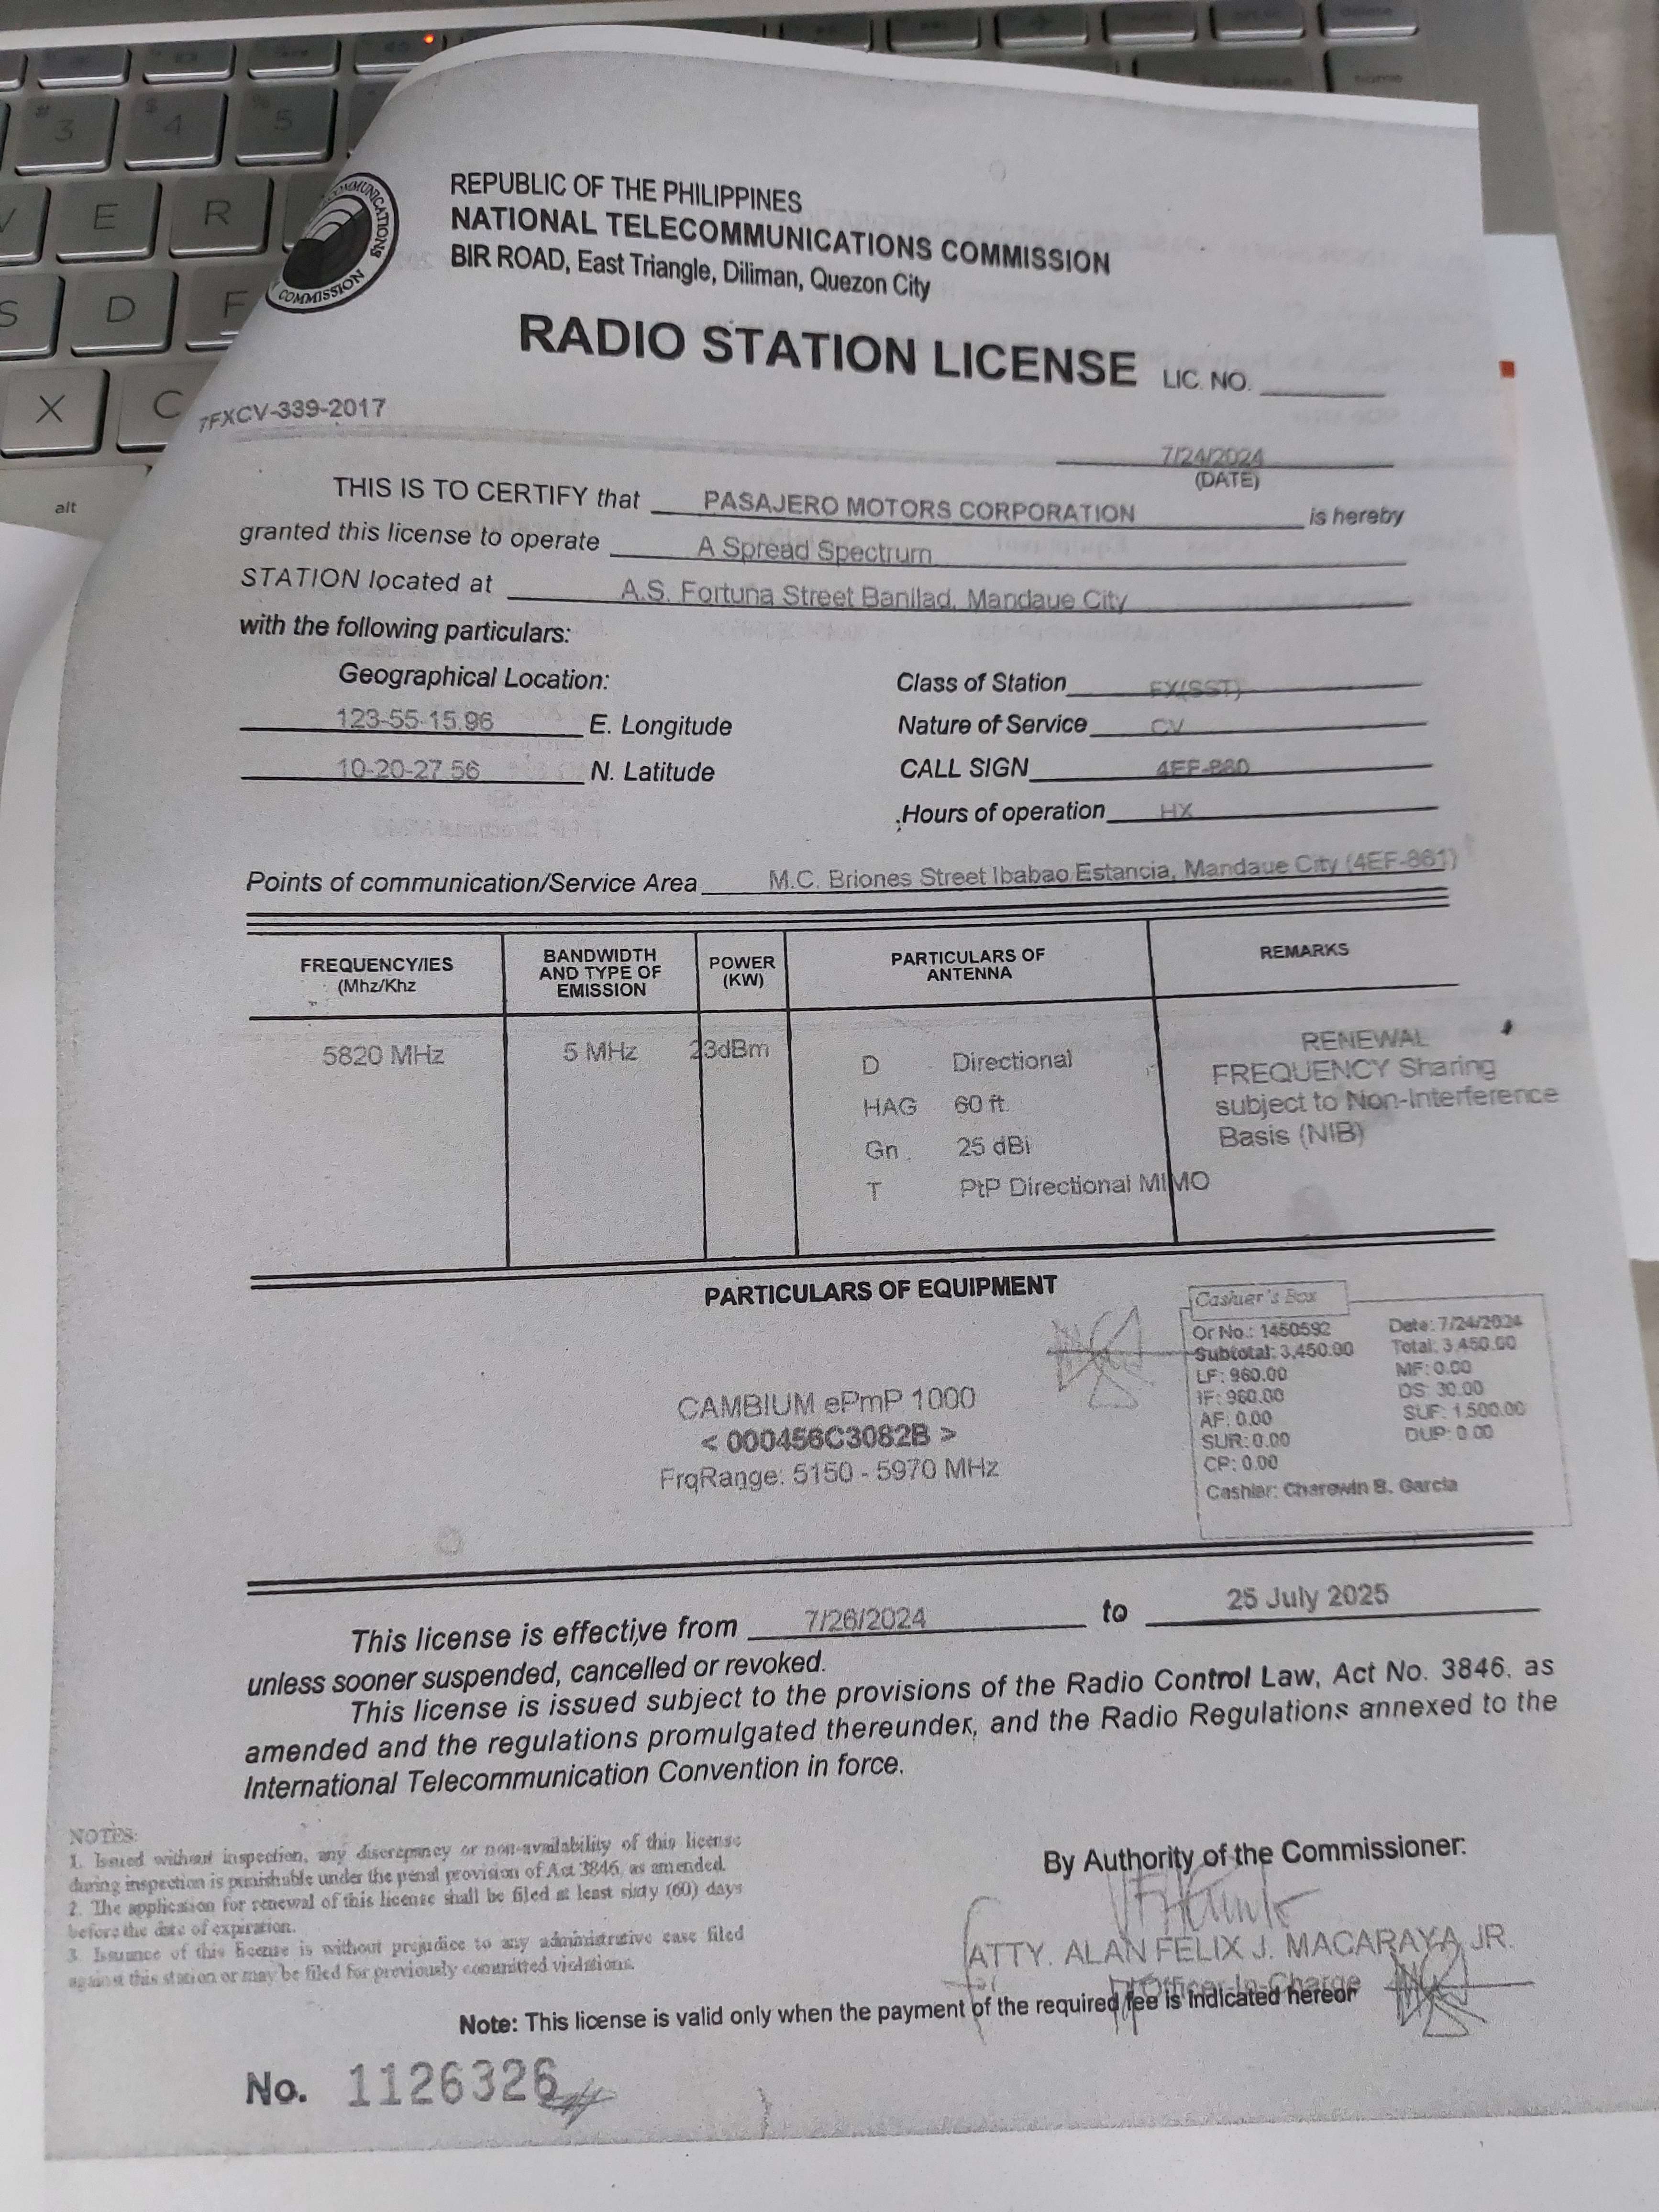 REPUBLIC OF THE PHILIPPINES
NATIONAL TELECOMMUNICATIONS COMMISSION
BIR ROAD, East Triangle, Diliman, Quezon City
COMMUNICATIONS
COMMISSION
RADIO STATION LICENSE LIC. NO.
7FXCV-339-2017
7/24/2024
(DATE)
THIS IS TO CERTIFY that PASAJERO MOTORS CORPORATION is hereby
granted this license to operate A Spread Spectrum
STATION located at A.S. Fortuna Street Banilad, Mandaue City
with the following particulars:
Geographical Location:
123-55-15.96 E. Longitude
10-20-27.56 N. Latitude
Class of Station FX(SST)
Nature of Service CV
CALL SIGN 4EF-860
Hours of operation HX
Points of communication/Service Area M.C. Briones Street Ibabao Estancia, Mandaue City (4EF-861)
FREQUENCY/IES
(Mhz/Khz
BANDWIDTH
AND TYPE OF
EMISSION
POWER
(KW)
PARTICULARS OF
ANTENNA
REMARKS
5820 MHz
5 MHz
23dBm
D Directional
HAG 60 ft.
Gn. 25 dBi
T PtP Directional MIMO
RENEWAL
FREQUENCY Sharing
subject to Non-Interference
Basis (NIB)
PARTICULARS OF EQUIPMENT
CAMBIUM ePmP 1000
< 000456C3082B >
FrqRange: 5150 - 5970 MHz
Cashier's Box
Or No.: 1450592 Date: 7/24/2024
Subtotal: 3,450.00 Total: 3,450.00
LF: 960.00 MF: 0.00
IF: 960.00 DS: 30.00
AF: 0.00 SUF: 1,500.00
SUR: 0.00 DUP: 0.00
CP: 0.00
Cashier: Charowin B. Garcia
This license is effective from 7/26/2024 to 25 July 2025
unless sooner suspended, cancelled or revoked.
This license is issued subject to the provisions of the Radio Control Law, Act No. 3846, as
amended and the regulations promulgated thereunder, and the Radio Regulations annexed to the
International Telecommunication Convention in force.
NOTES:
1. Issued without inspection, any discrepancy or non-availability of this license
during inspection is punishable under the penal provision of Act 3846, as amended.
2. The application for renewal of this license shall be filed at least sixty (60) days
before the date of expiration.
3. Issuance of this license is without prejudice to any administrative case filed
against this station or may be filed for previously committed violations.
By Authority of the Commissioner:
ATTY. ALAN FELIX J. MACARAYA, JR.
Officer-In-Charge
Note: This license is valid only when the payment of the required fee is indicated hereof
No. 1126326
3
4
5
E
R
S
D
F
X
C
alt
delete
home